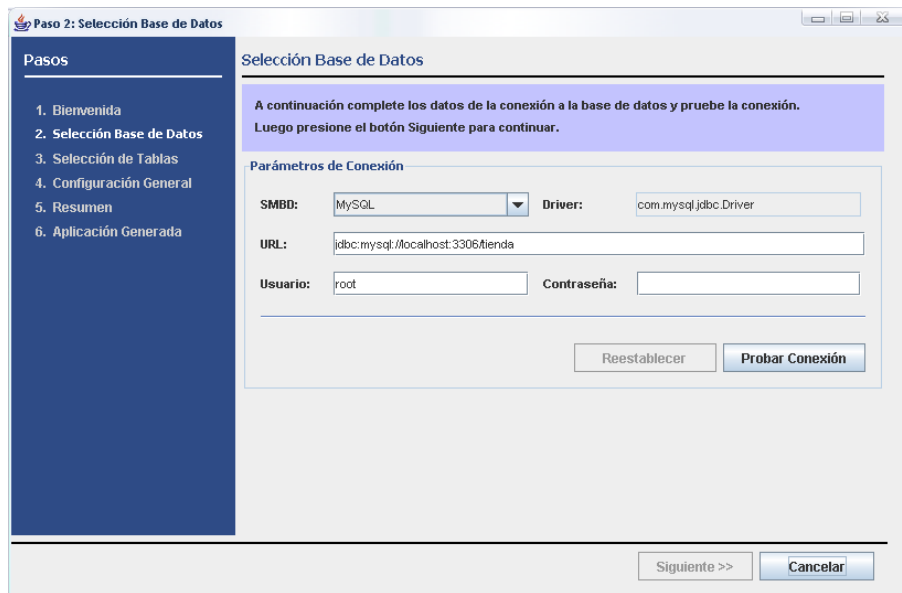 Paso 2: Selección Base de Datos
Pasos
1. Bienvenida
2. Selección Base de Datos
3. Selección de Tablas
4. Configuración General
5. Resumen
6. Aplicación Generada
Selección Base de Datos
A continuación complete los datos de la conexión a la base de datos y pruebe la conexión.
Luego presione el botón Siguiente para continuar.
Parámetros de Conexión
SMBD: MySQL Driver: com.mysql.jdbc.Driver
URL: jdbc:mysql://localhost:3306/tienda
Usuario: root Contraseña:
Reestablecer Probar Conexión
Siguiente >> Cancelar